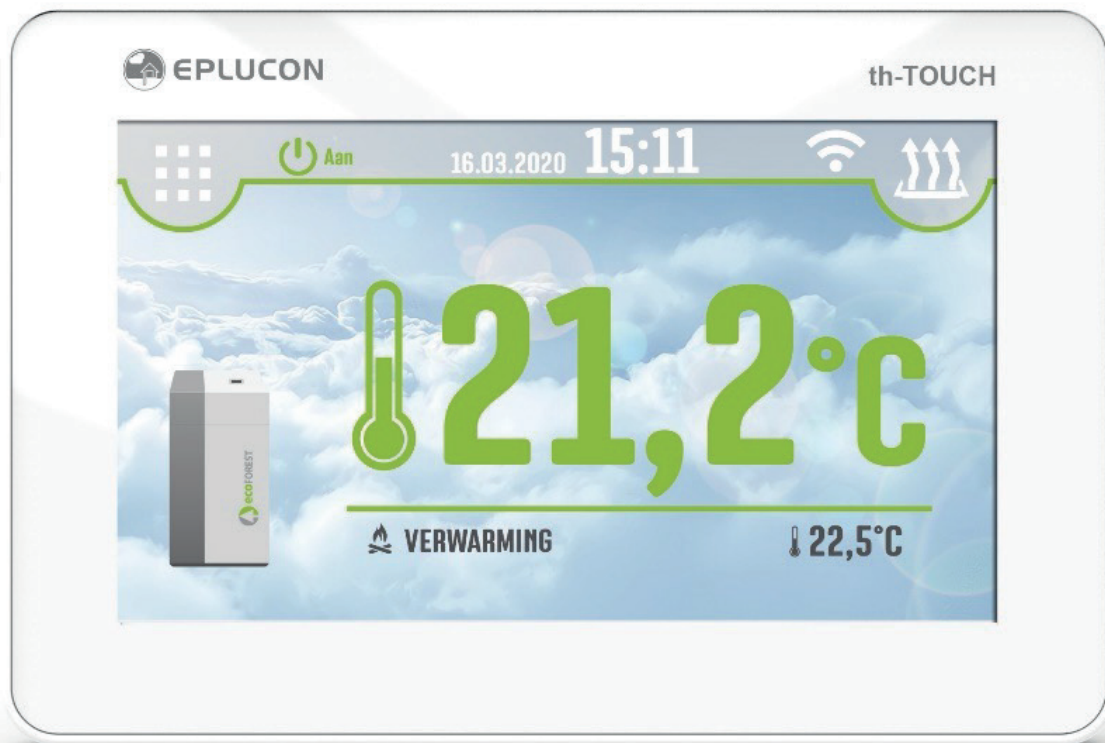 EPLUCON
th-TOUCH
Aan
16.03.2020 15:11
21,2°C
ecoFOREST
VERWARMING
22,5°C